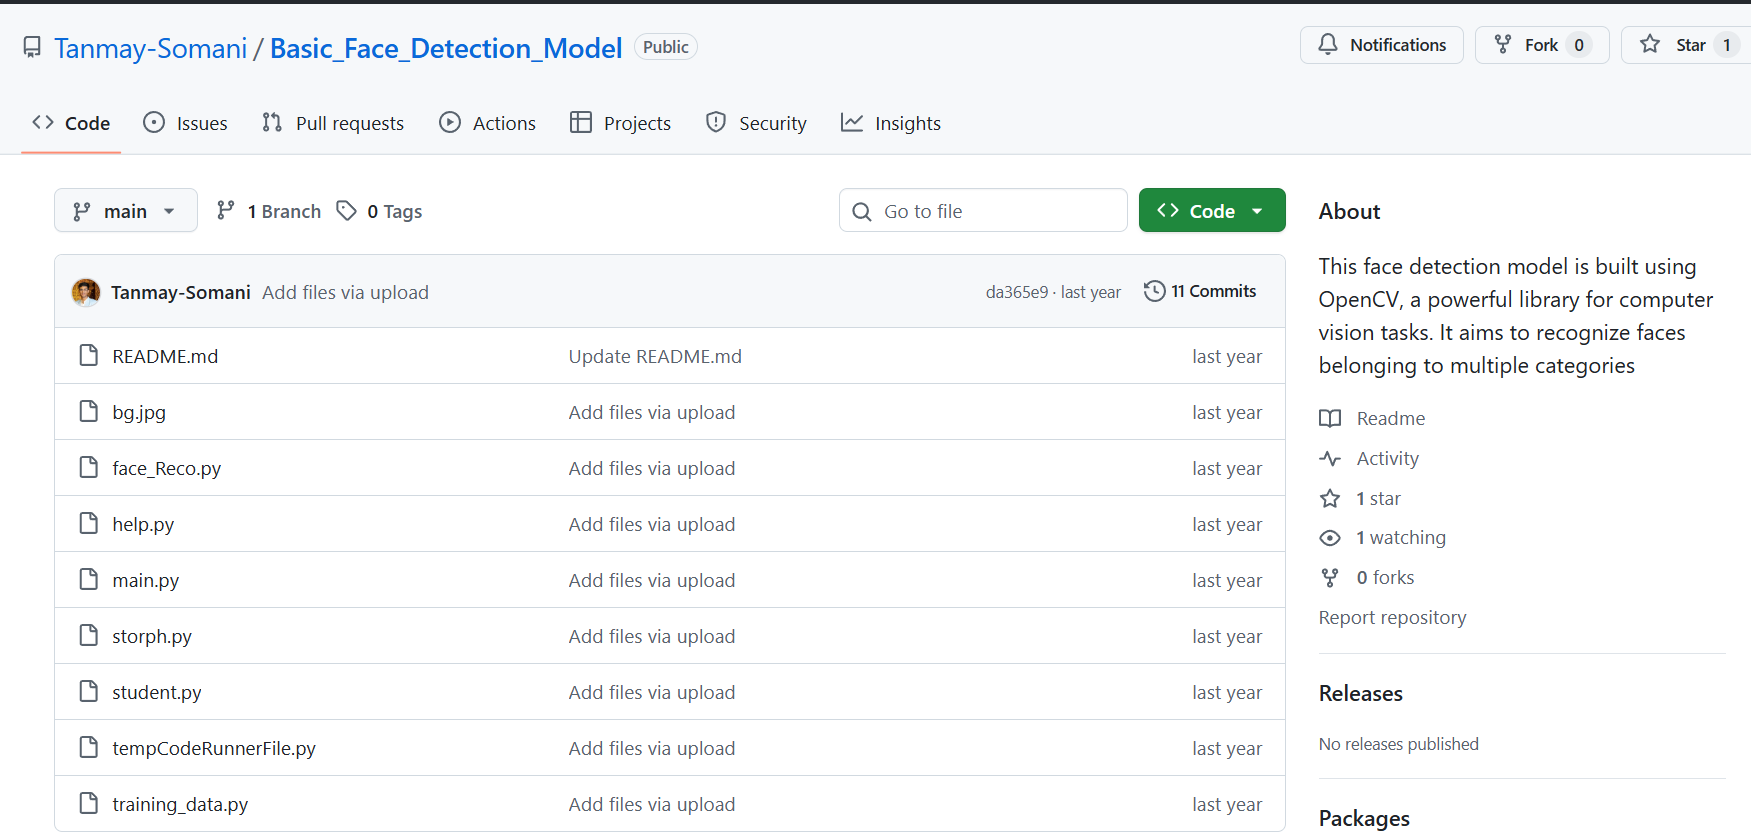 Tanmay-Somani / Basic_Face_Detection_Model Public Notifications Fork 0 Star 1
Code Issues Pull requests Actions Projects Security Insights
main 1 Branch 0 Tags Go to file Code
Tanmay-Somani Add files via upload da365e9 · last year 11 Commits
README.md Update README.md last year
bg.jpg Add files via upload last year
face_Reco.py Add files via upload last year
help.py Add files via upload last year
main.py Add files via upload last year
storph.py Add files via upload last year
student.py Add files via upload last year
tempCodeRunnerFile.py Add files via upload last year
training_data.py Add files via upload last year
About
This face detection model is built using
OpenCV, a powerful library for computer
vision tasks. It aims to recognize faces
belonging to multiple categories
Readme
Activity
1 star
1 watching
0 forks
Report repository
Releases
No releases published
Packages